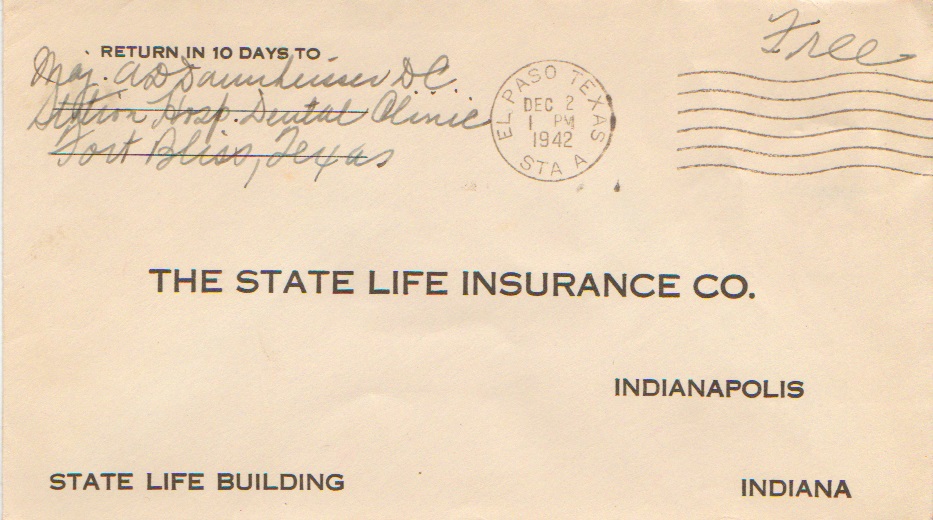 RETURN IN 10 DAYS TO
Maj. A D Dannheisser D.C.
Station Hosp. Dental Clinic
Fort Bliss, Texas
EL PASO TEXAS
DEC 2
1 PM
1942
STA A
Free
THE STATE LIFE INSURANCE CO.
INDIANAPOLIS
STATE LIFE BUILDING
INDIANA